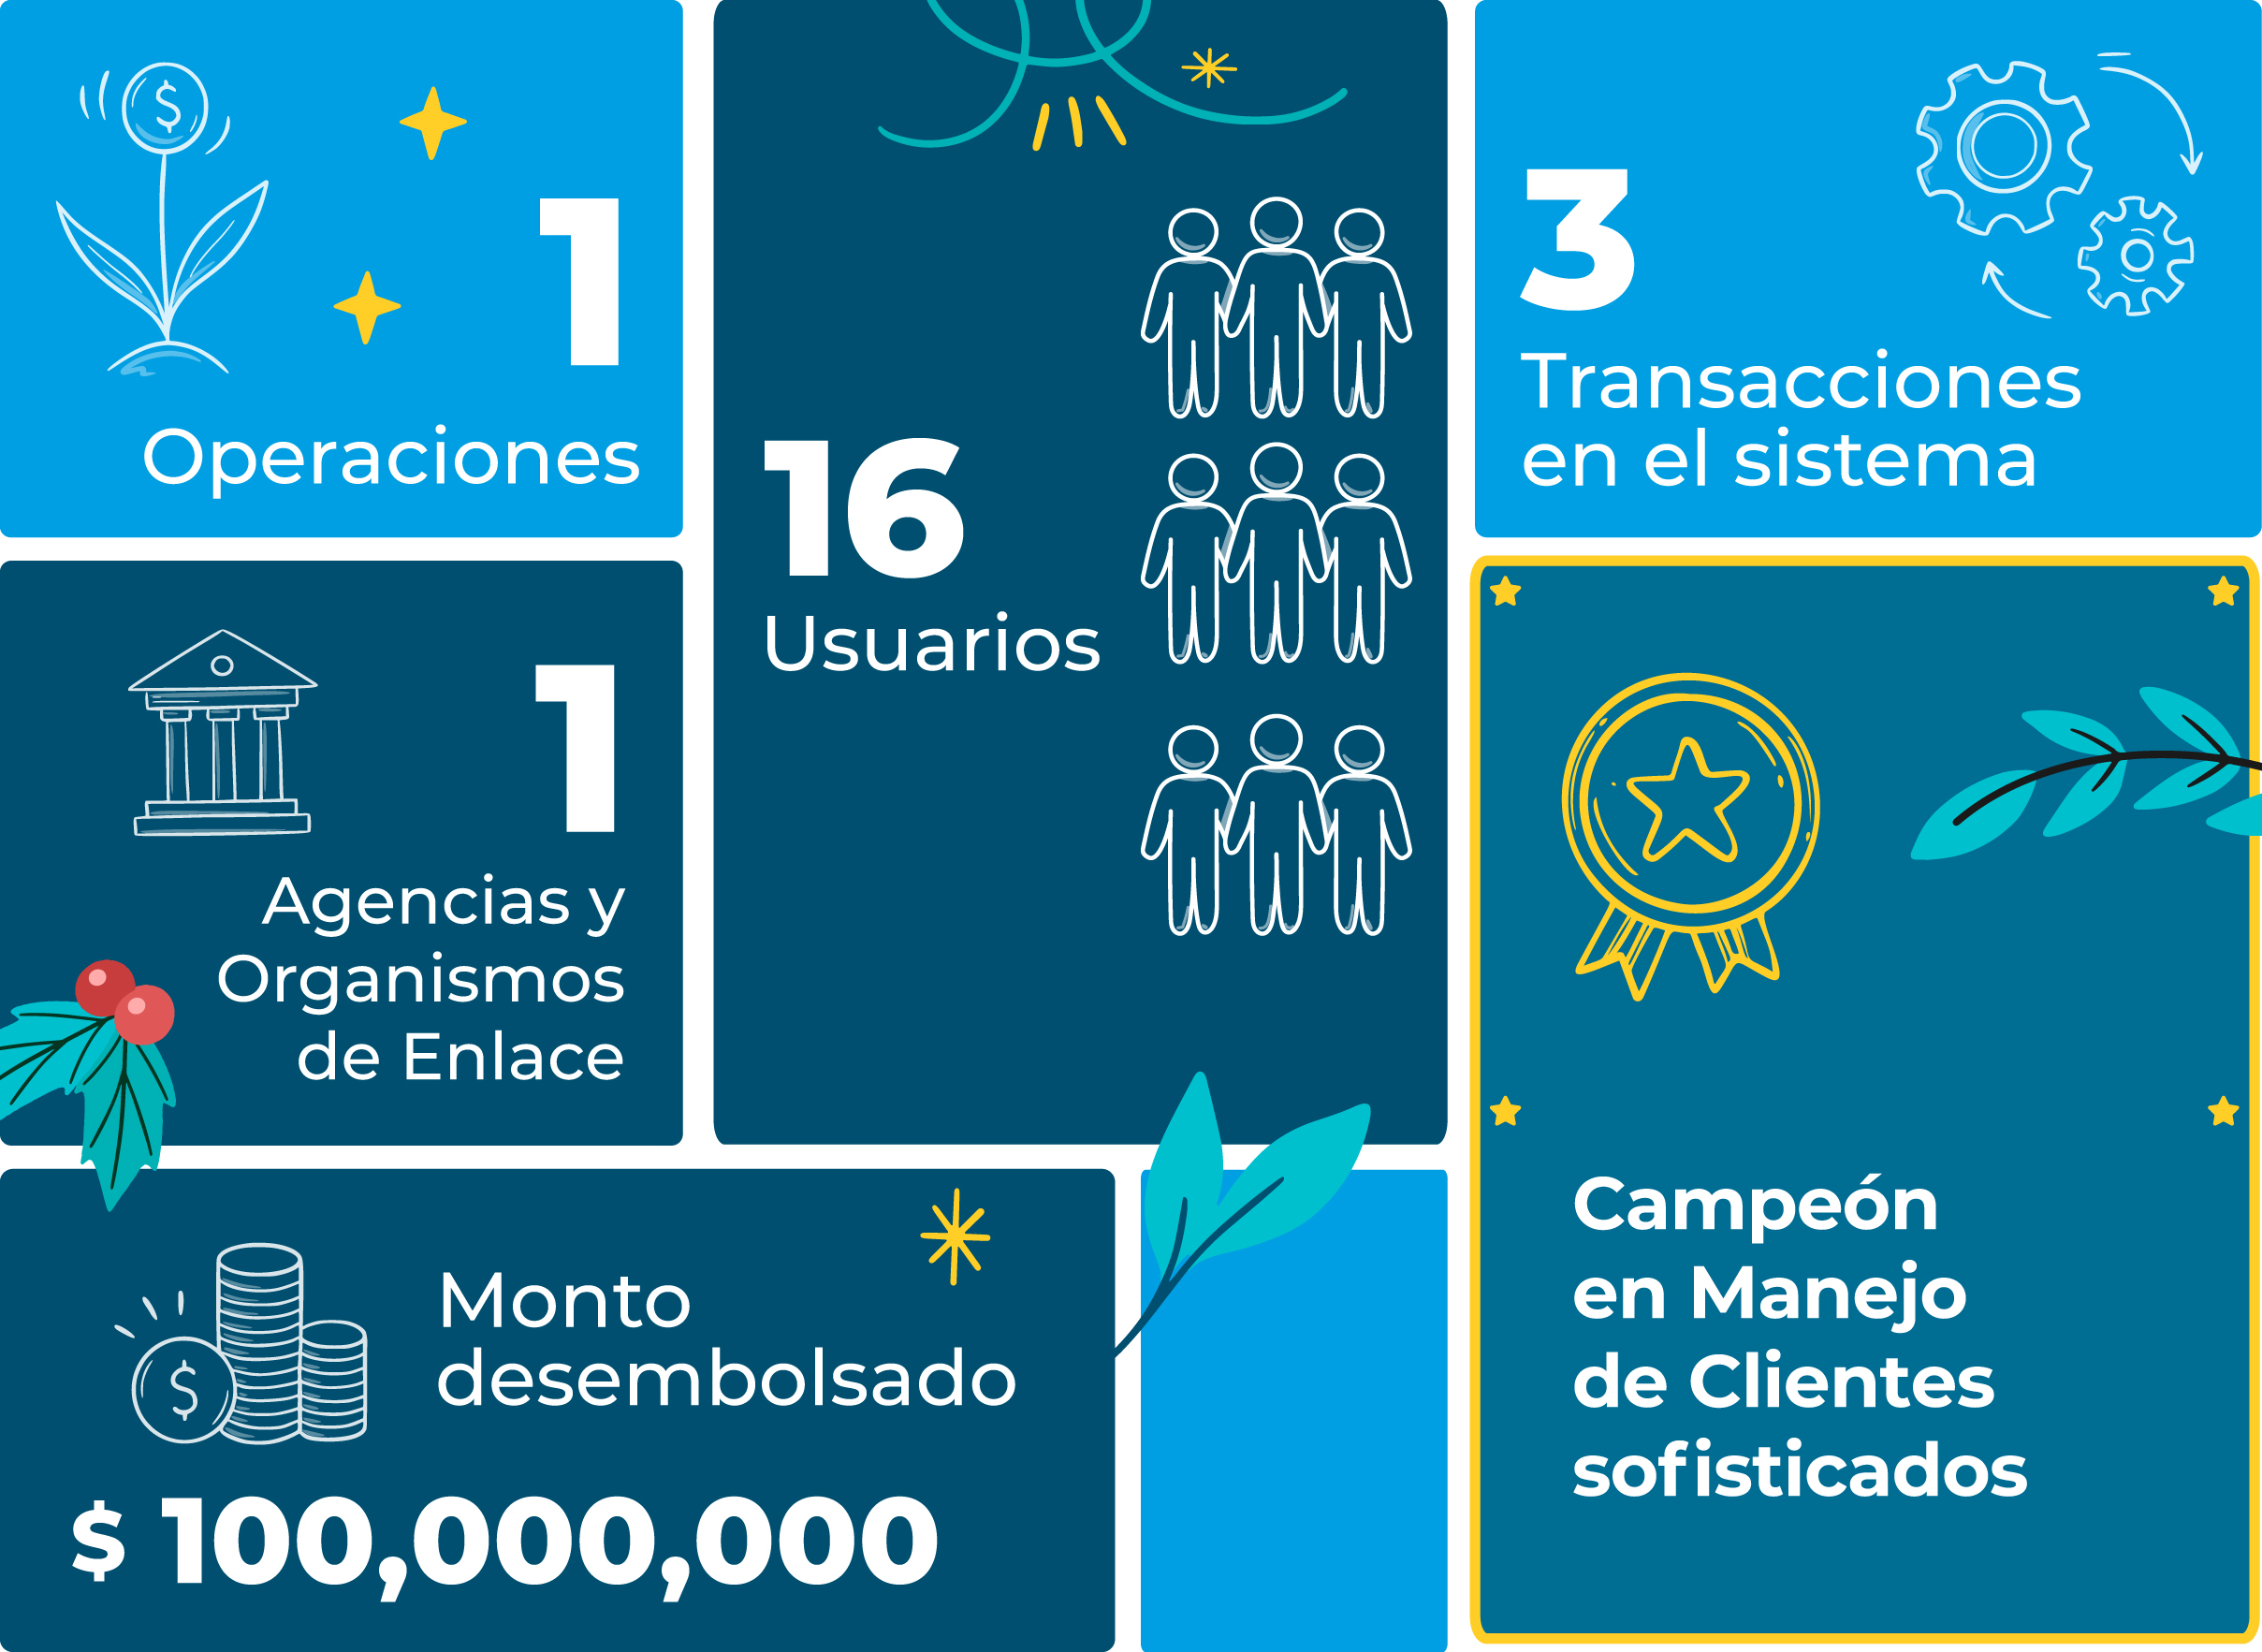 1
Operaciones
16
Usuarios
3
Transacciones
en el sistema
1
Agencias y
Organismos
de Enlace
Monto
desembolsado
$ 100,000,000
Campeón
en Manejo
de Clientes
sofisticados